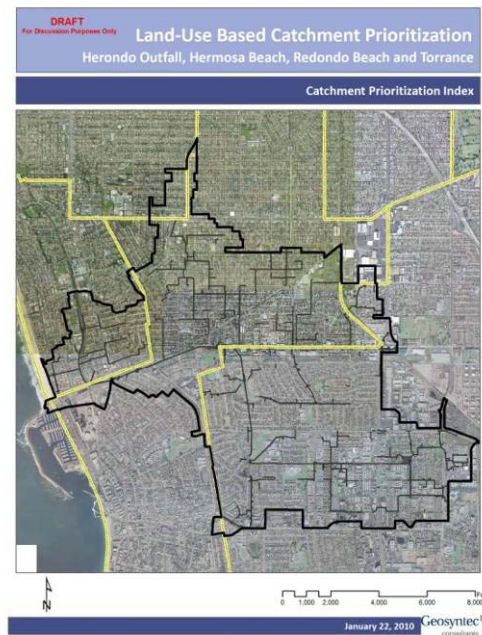 DRAFT
For Discussion Purposes Only
Land-Use Based Catchment Prioritization
Herondo Outfall, Hermosa Beach, Redondo Beach and Torrance
Catchment Prioritization Index
N
0 1,000 2,000 4,000 6,000 8,000
January 22, 2010
Geosyntec
consultants